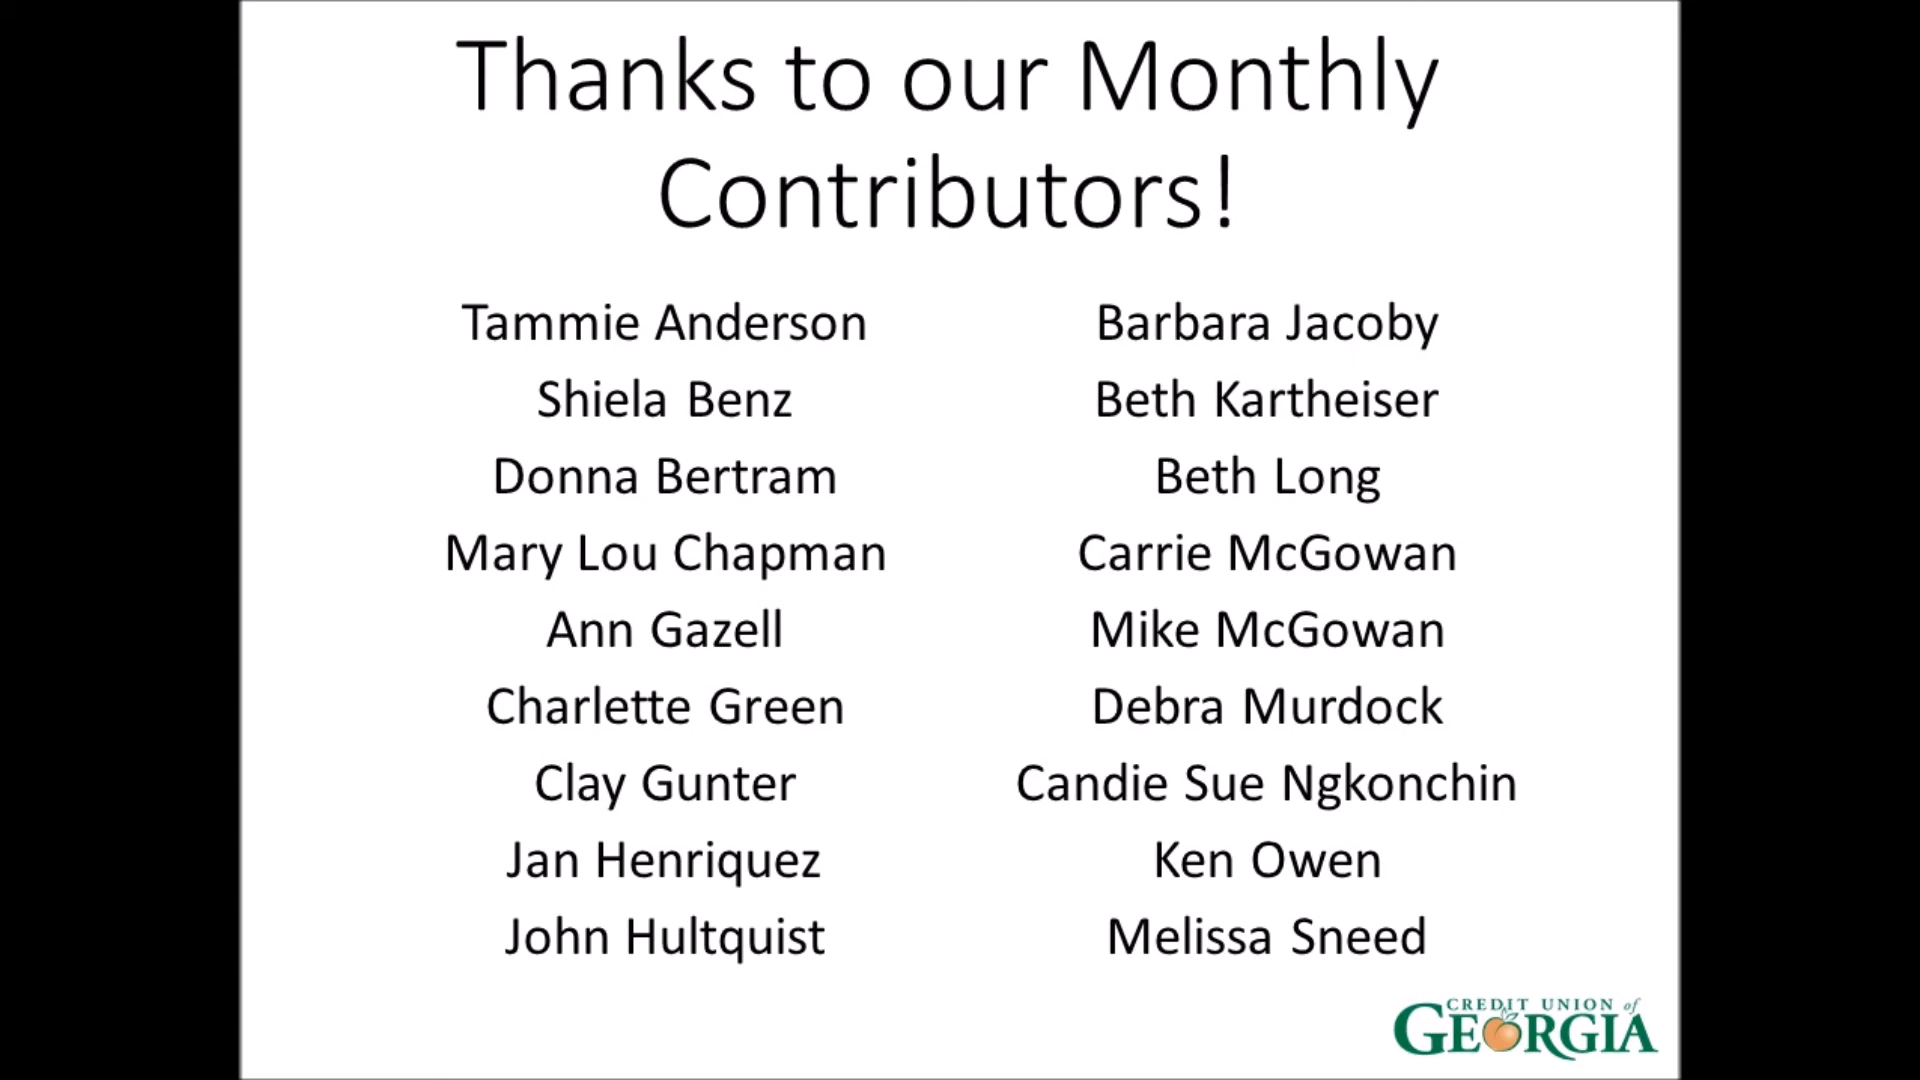 Thanks to our Monthly
Contributors!
Tammie Anderson
Shiela Benz
Donna Bertram
Mary Lou Chapman
Ann Gazell
Charlette Green
Clay Gunter
Jan Henriquez
John Hultquist
Barbara Jacoby
Beth Kartheiser
Beth Long
Carrie McGowan
Mike McGowan
Debra Murdock
Candie Sue Ngkonchin
Ken Owen
Melissa Sneed
CREDIT UNION of
GEORGIA